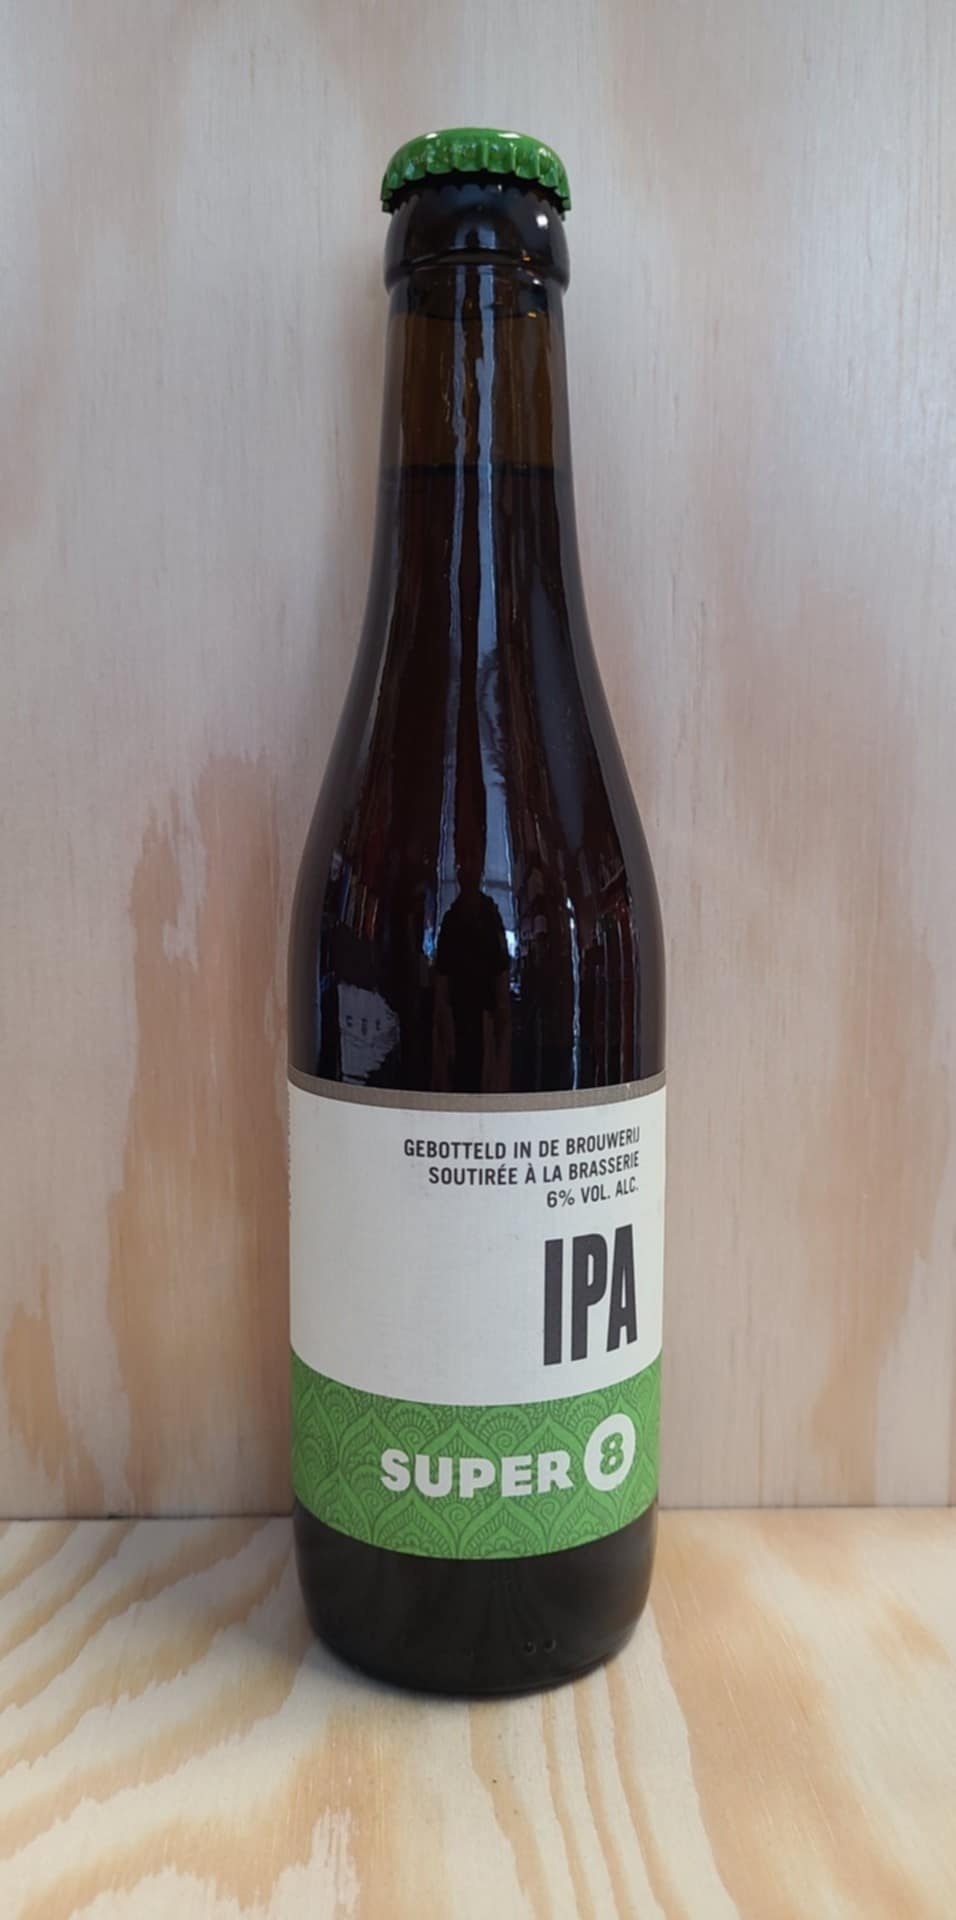 GEBOTTELD IN DE BROUWERIJ
SOUTIRÉE À LA BRASSERIE
6% VOL. ALC.
IPA
SUPER 8